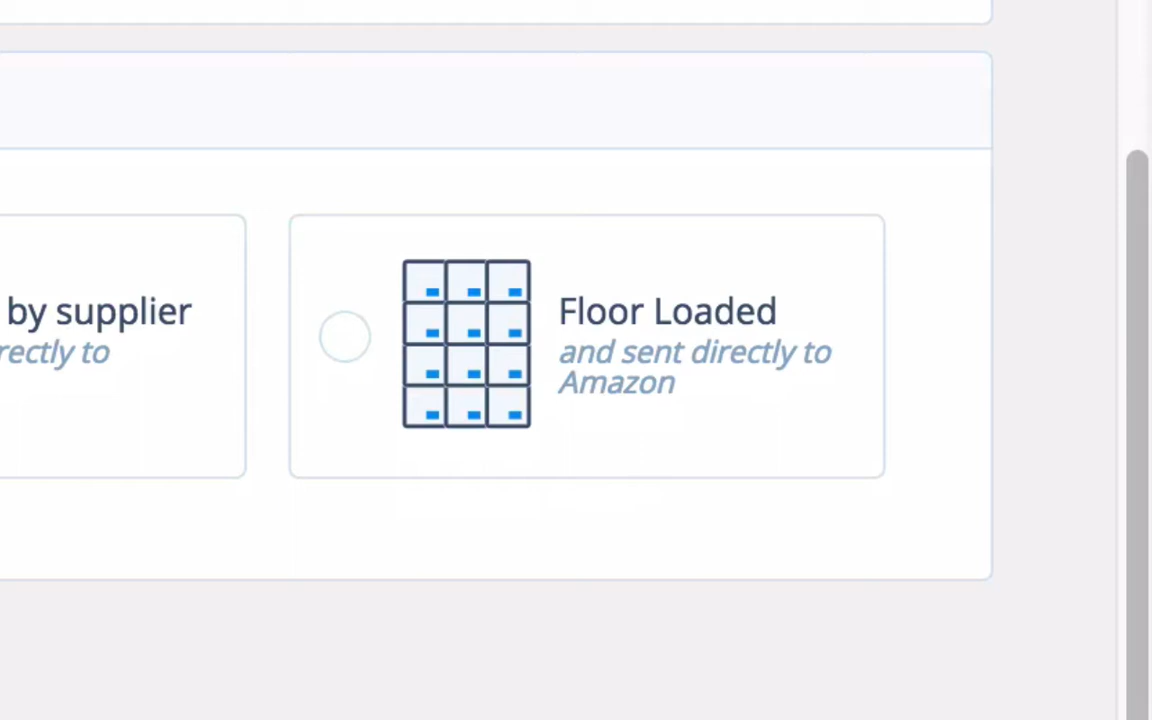 by supplier
rectly to
Floor Loaded
and sent directly to
Amazon